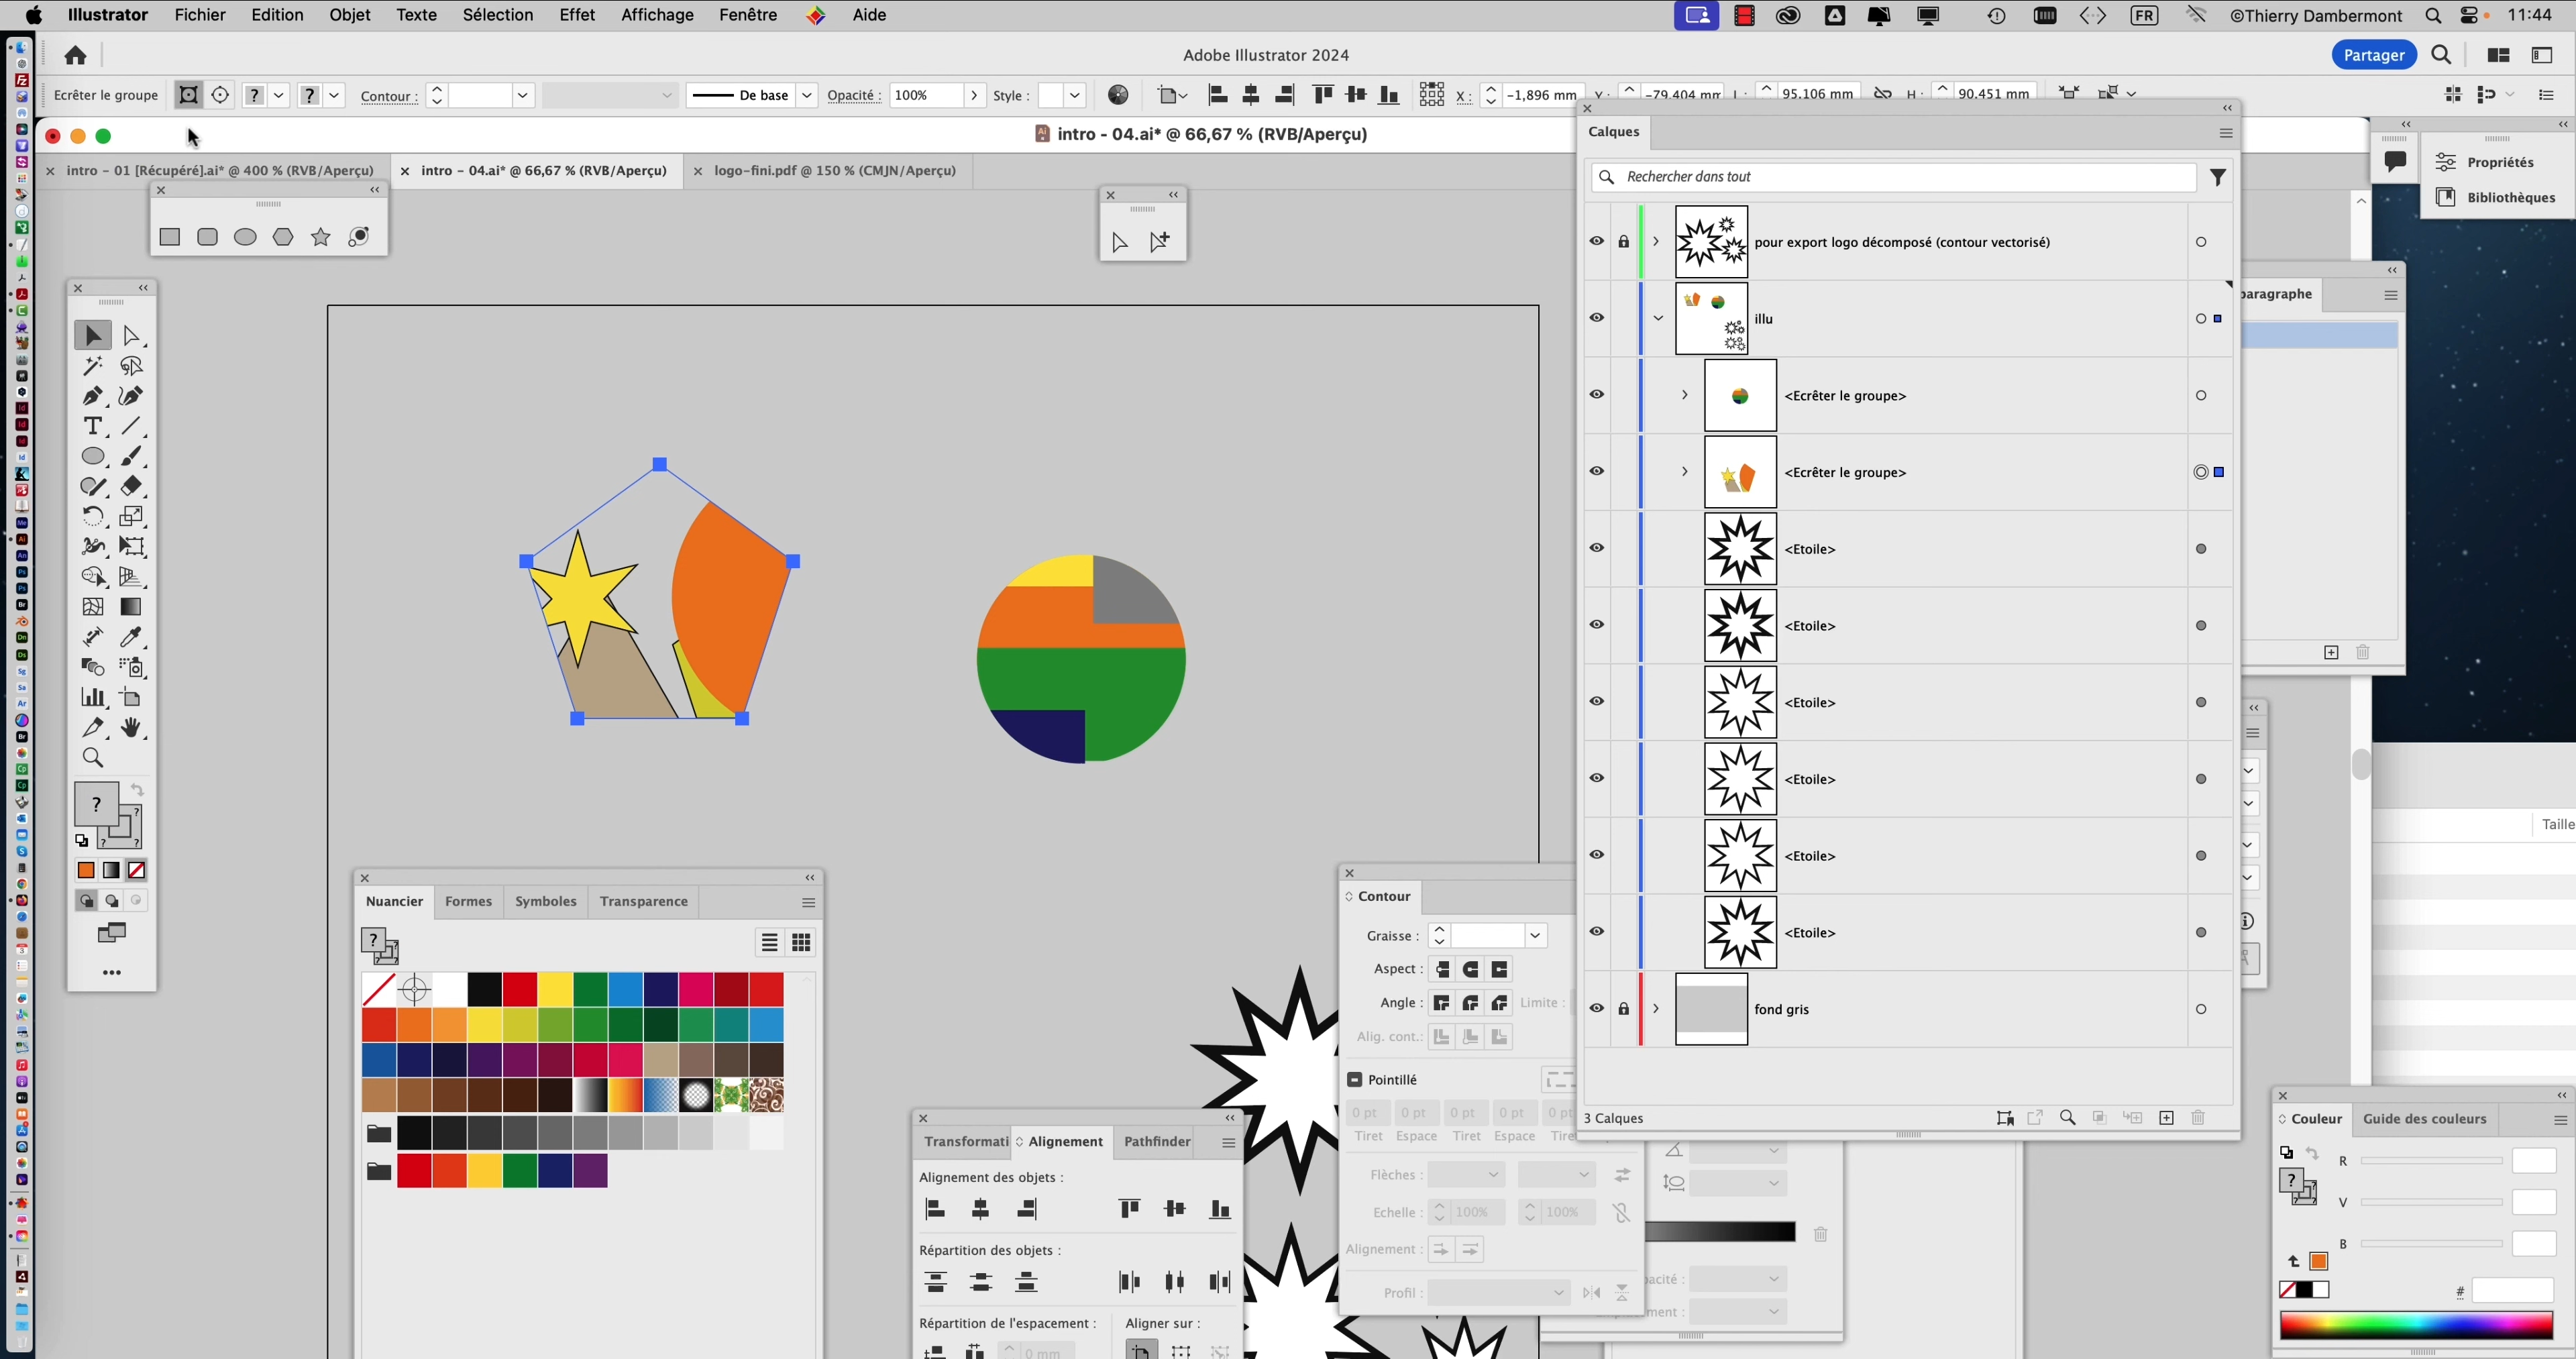 Illustrator Fichier Edition Objet Texte Sélection Effet Affichage Fenêtre Aide FR ©Thierry Dambermont 11:44
Adobe Illustrator 2024 Partager
Ecrêter le groupe ? ? Contour : De base Opacité : 100% Style : X : -1,896 mm Y : -79,404 mm L : 95,106 mm H : 90,451 mm
intro - 04.ai* @ 66,67 % (RVB/Aperçu)
intro - 01 [Récupéré].ai* @ 400 % (RVB/Aperçu) intro - 04.ai* @ 66,67 % (RVB/Aperçu) logo-fini.pdf @ 150 % (CMJN/Aperçu)
Calques
Rechercher dans tout
pour export logo décomposé (contour vectorisé)
illu
<Ecrêter le groupe>
<Ecrêter le groupe>
<Etoile>
<Etoile>
<Etoile>
<Etoile>
<Etoile>
<Etoile>
fond gris
3 Calques
Propriétés
Bibliothèques
paragraphe
Taille
Nuancier Formes Symboles Transparence
Transformati Alignement Pathfinder
Alignement des objets :
Répartition des objets :
Répartition de l'espacement : Aligner sur :
0 mm
Contour
Graisse :
Aspect :
Angle : Limite :
Alig. cont.:
Pointillé
0 pt 0 pt 0 pt 0 pt 0 pt
Tiret Espace Tiret Espace Tire
Flèches :
Echelle : 100% 100%
Alignement :
Profil :
acité :
ment :
Couleur Guide des couleurs
R
V
B
#